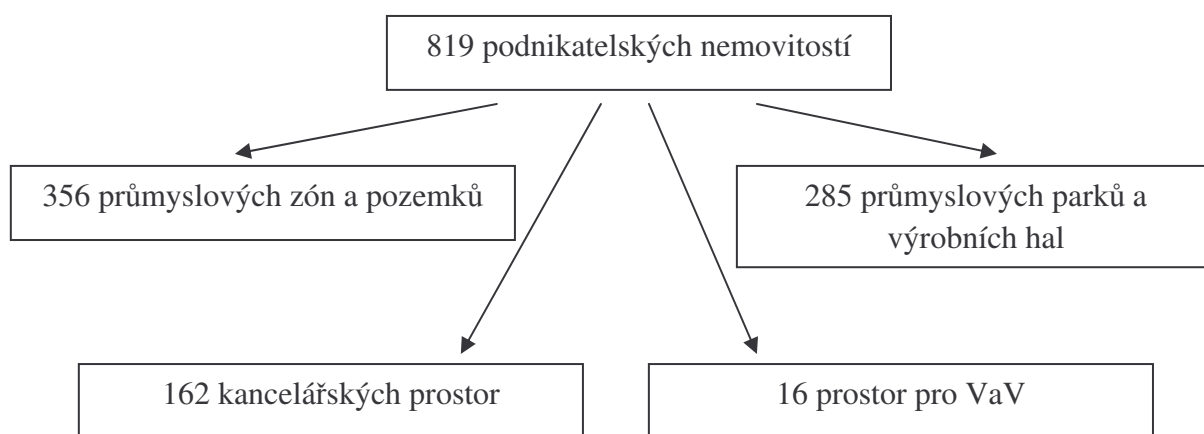 819 podnikatelských nemovitostí
356 průmyslových zón a pozemků
285 průmyslových parků a
výrobních hal
162 kancelářských prostor
16 prostor pro VaV